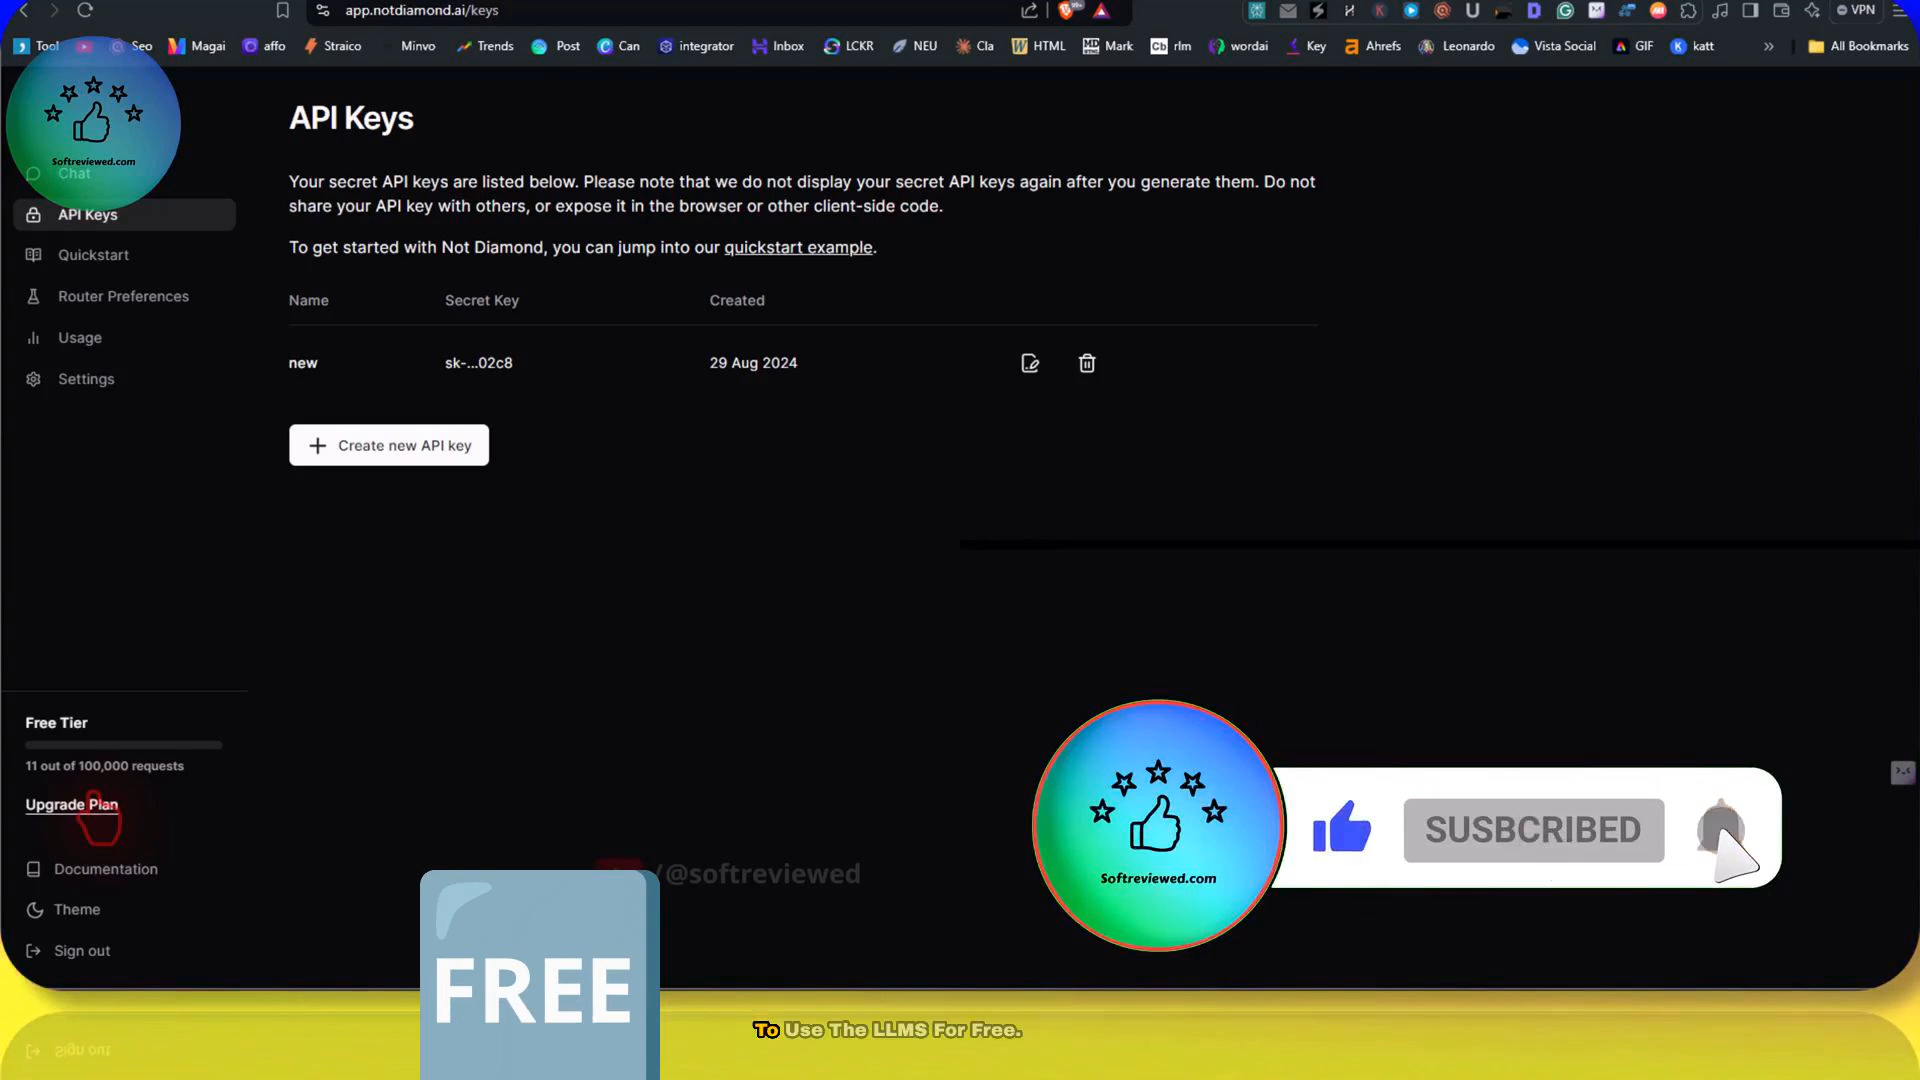 app.notdiamond.ai/keys
VPN
Tool
Seo
Magai
affo
Straico
Minvo
Trends
Post
Can
integrator
Inbox
LCKR
NEU
Cla
HTML
Mark
rlm
wordai
Key
Ahrefs
Leonardo
Vista Social
GIF
katt
All Bookmarks
Softreviewed.com
Chat
API Keys
Quickstart
Router Preferences
Usage
Settings
API Keys
Your secret API keys are listed below. Please note that we do not display your secret API keys again after you generate them. Do not
share your API key with others, or expose it in the browser or other client-side code.
To get started with Not Diamond, you can jump into our quickstart example.
Name Secret Key Created
new sk-...02c8 29 Aug 2024
Create new API key
Free Tier
11 out of 100,000 requests
Upgrade Plan
Documentation
Theme
Sign out
/@softreviewed
Softreviewed.com
SUSBCRIBED
FREE
To Use The LLMS For Free.
Sign out